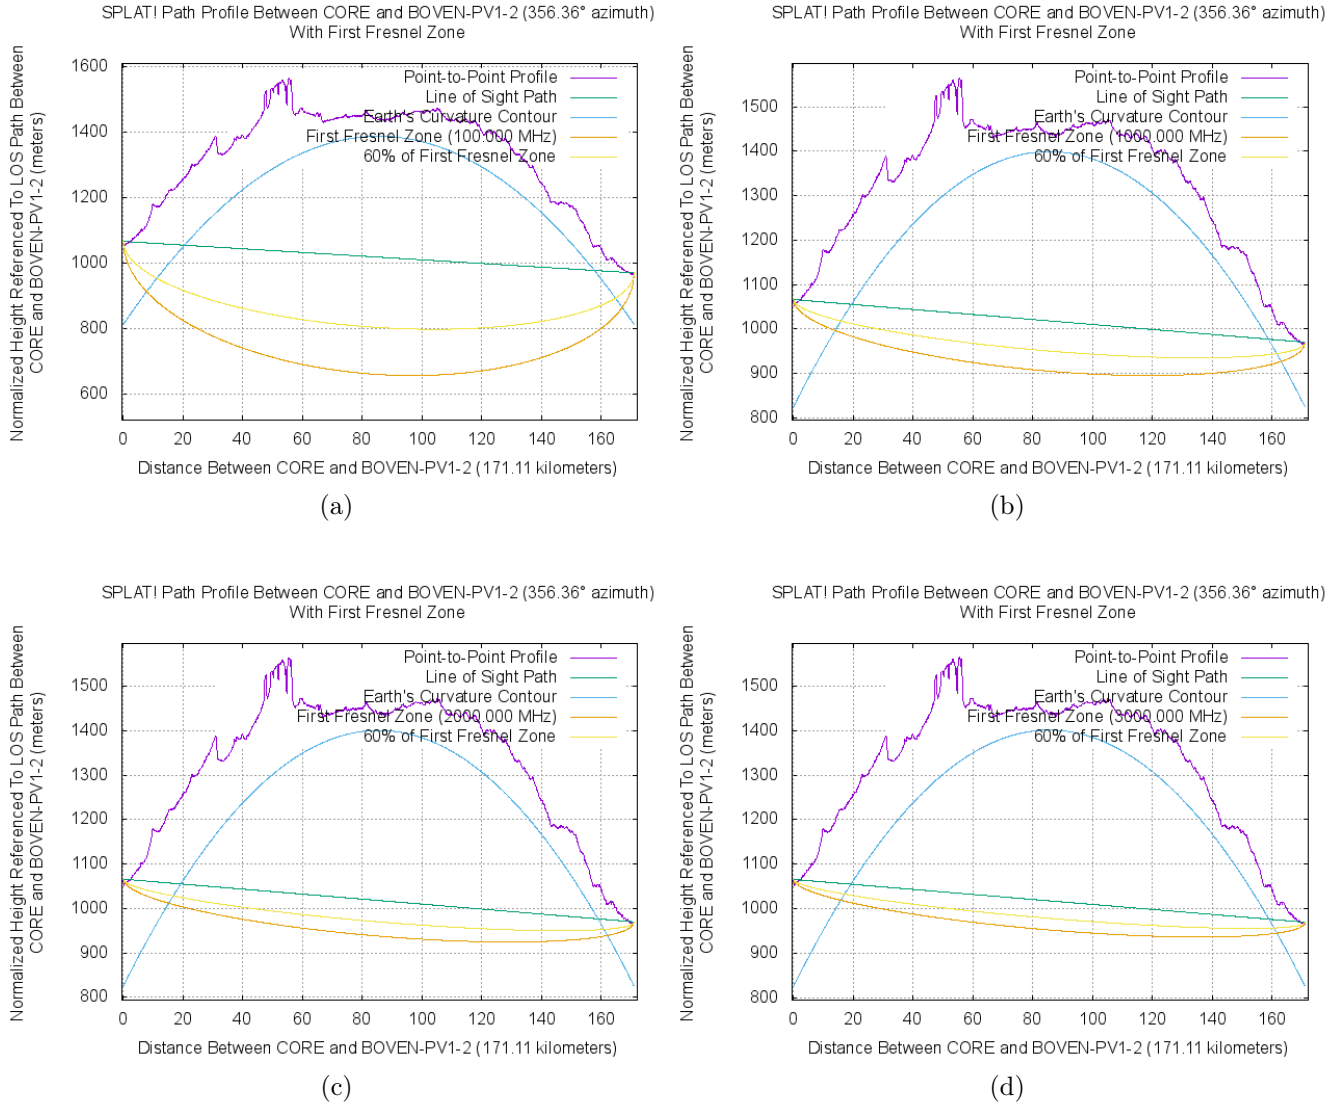 SPLAT! Path Profile Between CORE and BOVEN-PV1-2 (356.36° azimuth)
With First Fresnel Zone
Normalized Height Referenced To LOS Path Between
CORE and BOVEN-PV1-2 (meters)
1600
1400
1200
1000
800
600
Point-to-Point Profile
Line of Sight Path
Earth's Curvature Contour
First Fresnel Zone (100.000 MHz)
60% of First Fresnel Zone
0 20 40 60 80 100 120 140 160
Distance Between CORE and BOVEN-PV1-2 (171.11 kilometers)
(a)
SPLAT! Path Profile Between CORE and BOVEN-PV1-2 (356.36° azimuth)
With First Fresnel Zone
Normalized Height Referenced To LOS Path Between
CORE and BOVEN-PV1-2 (meters)
1500
1400
1300
1200
1100
1000
900
800
Point-to-Point Profile
Line of Sight Path
Earth's Curvature Contour
First Fresnel Zone (1000.000 MHz)
60% of First Fresnel Zone
0 20 40 60 80 100 120 140 160
Distance Between CORE and BOVEN-PV1-2 (171.11 kilometers)
(b)
SPLAT! Path Profile Between CORE and BOVEN-PV1-2 (356.36° azimuth)
With First Fresnel Zone
Normalized Height Referenced To LOS Path Between
CORE and BOVEN-PV1-2 (meters)
1500
1400
1300
1200
1100
1000
900
800
Point-to-Point Profile
Line of Sight Path
Earth's Curvature Contour
First Fresnel Zone (2000.000 MHz)
60% of First Fresnel Zone
0 20 40 60 80 100 120 140 160
Distance Between CORE and BOVEN-PV1-2 (171.11 kilometers)
(c)
SPLAT! Path Profile Between CORE and BOVEN-PV1-2 (356.36° azimuth)
With First Fresnel Zone
Normalized Height Referenced To LOS Path Between
CORE and BOVEN-PV1-2 (meters)
1500
1400
1300
1200
1100
1000
900
800
Point-to-Point Profile
Line of Sight Path
Earth's Curvature Contour
First Fresnel Zone (3000.000 MHz)
60% of First Fresnel Zone
0 20 40 60 80 100 120 140 160
Distance Between CORE and BOVEN-PV1-2 (171.11 kilometers)
(d)